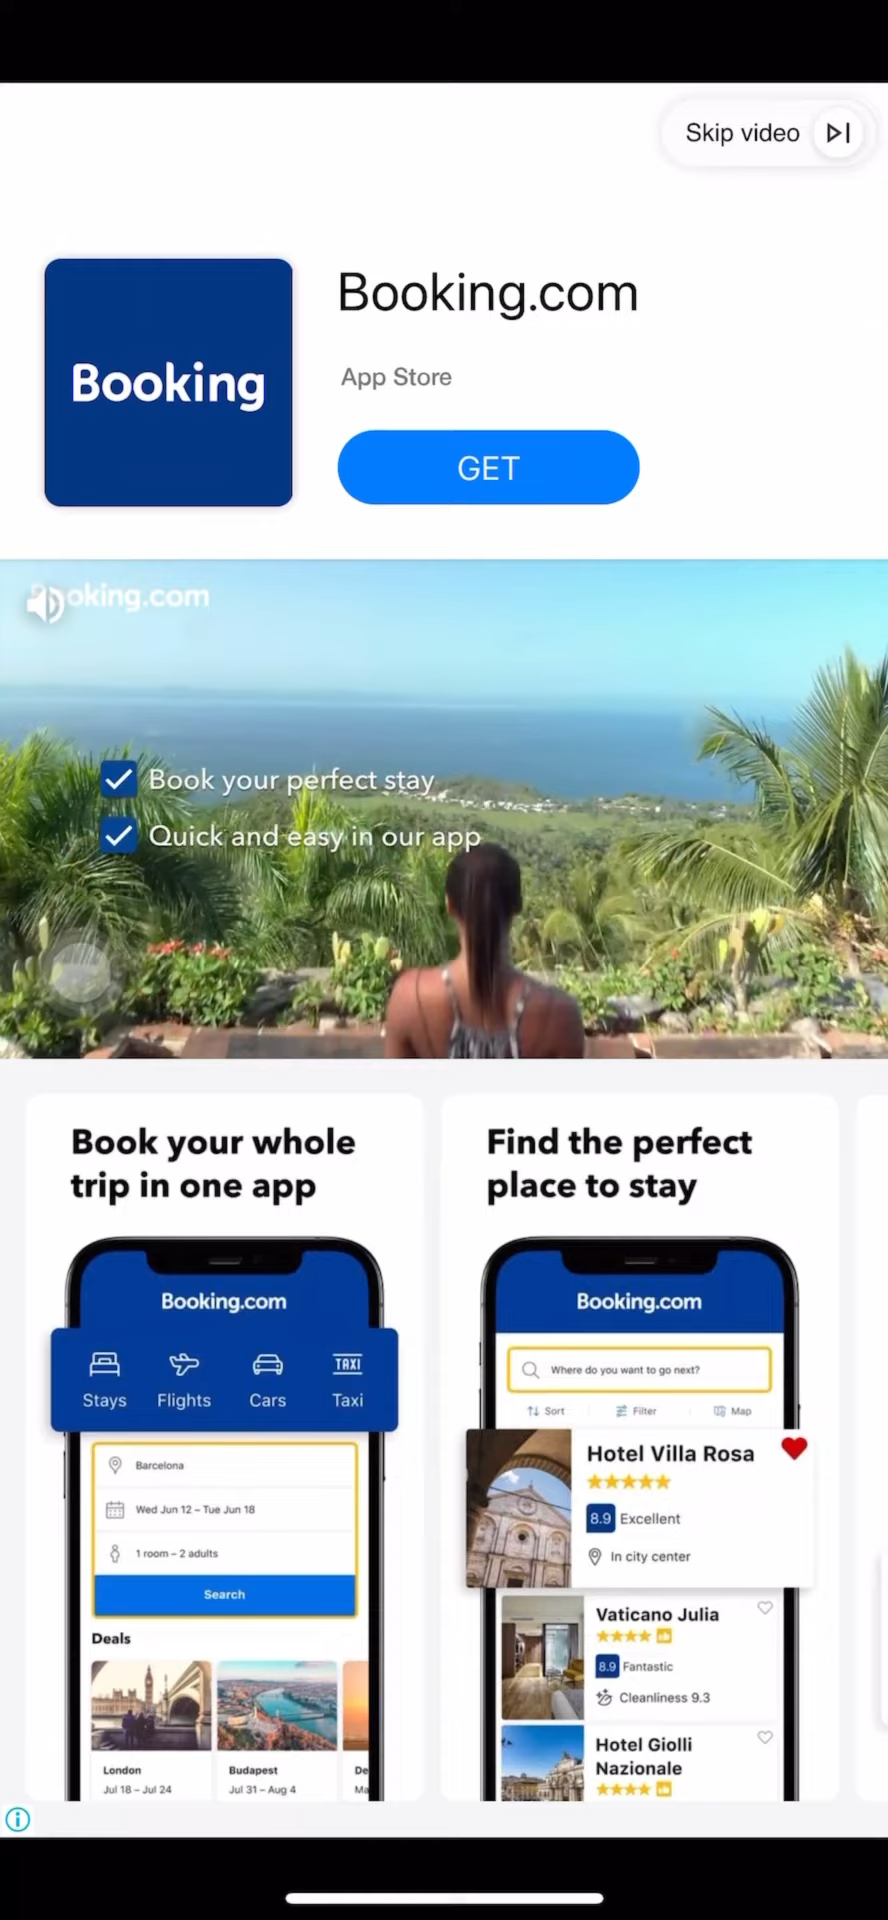 Skip video
Booking
Booking.com
App Store
GET
Booking.com
Book your perfect stay
Quick and easy in our app
Book your whole
trip in one app
Booking.com
Stays
Flights
Cars
TAXI
Taxi
Barcelona
Wed Jun 12 – Tue Jun 18
1 room – 2 adults
Search
Deals
London
Jul 18 – Jul 24
Budapest
Jul 31 – Aug 4
De
Ma
Find the perfect
place to stay
Booking.com
Where do you want to go next?
Sort
Filter
Map
Hotel Villa Rosa
8.9 Excellent
In city center
Vaticano Julia
8.9 Fantastic
Cleanliness 9.3
Hotel Giolli
Nazionale